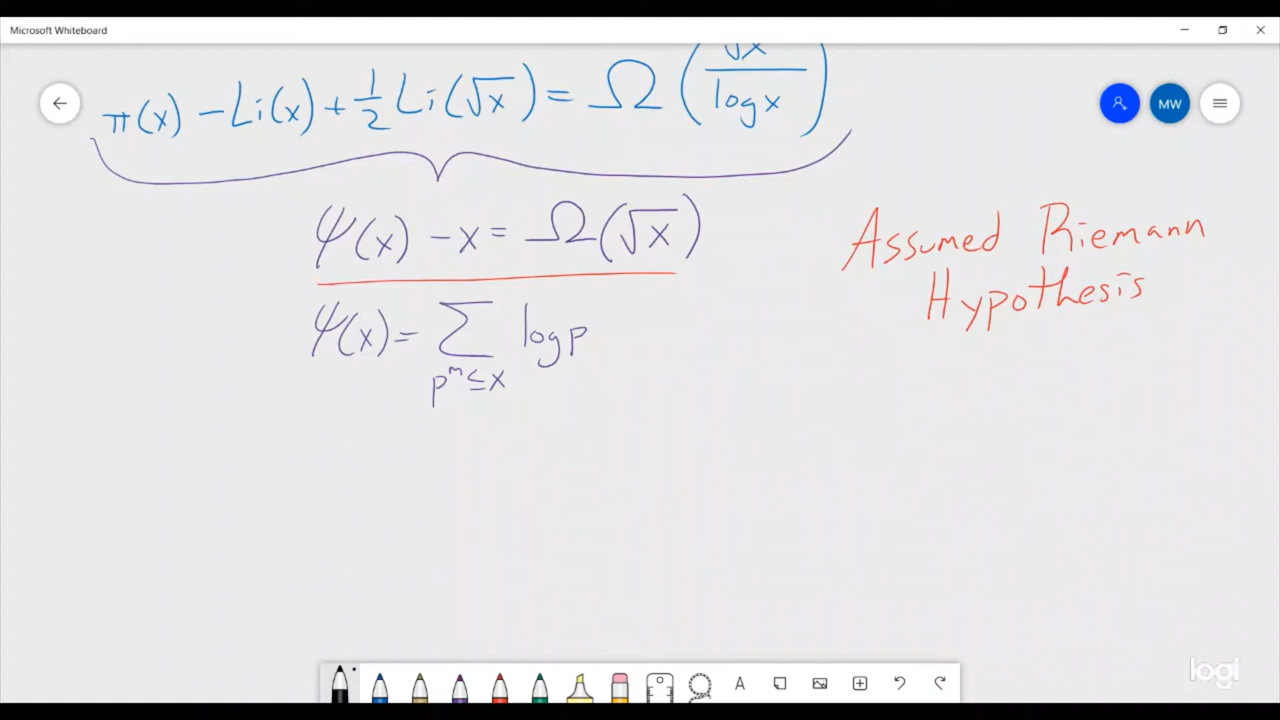 Microsoft Whiteboard
π(x) - Li(x) + 1/2 Li(√x) = Ω(√x / log x)
MW
Ψ(x) - x = Ω(√x)
Assumed Riemann
Hypothesis
Ψ(x) = ∑ log p
p^m ≤ x
A
logi